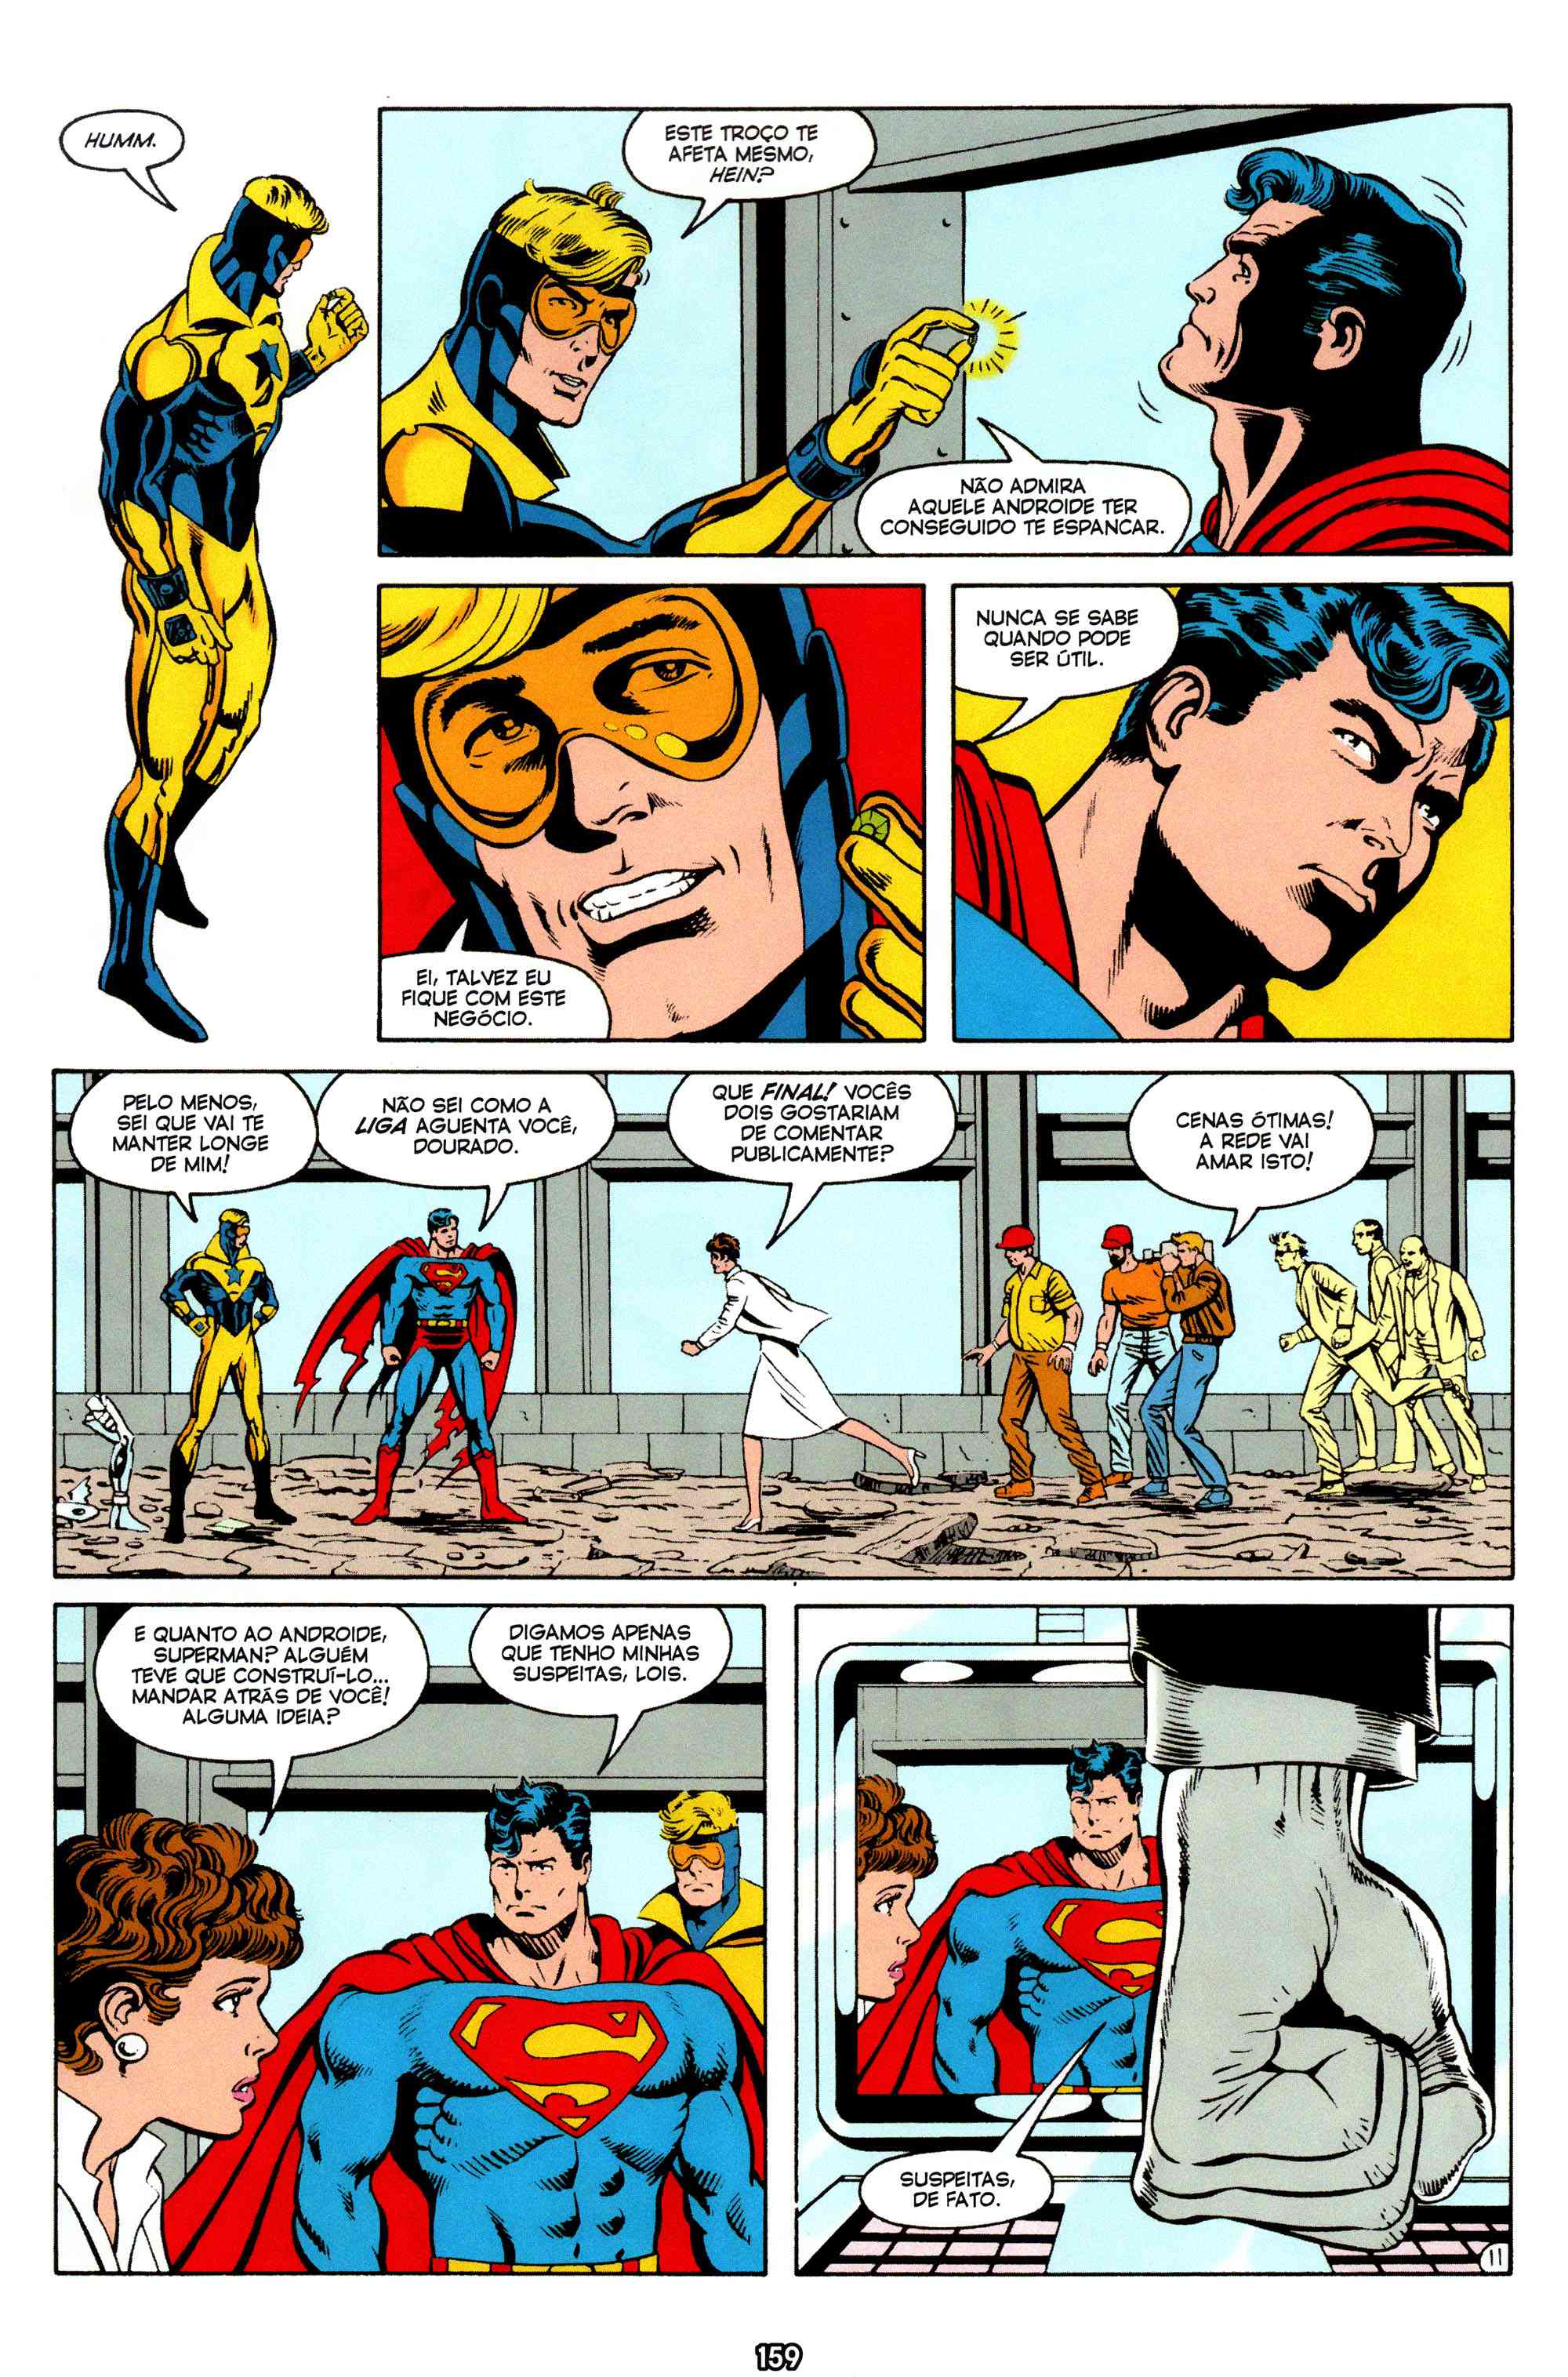 HUMM.
ESTE TROÇO TE
AFETA MESMO,
HEIN?
NÃO ADMIRA
AQUELE ANDROIDE TER
CONSEGUIDO TE ESPANCAR.
EI, TALVEZ EU
FIQUE COM ESTE
NEGÓCIO.
NUNCA SE SABE
QUANDO PODE
SER ÚTIL.
PELO MENOS,
SEI QUE VAI TE
MANTER LONGE
DE MIM!
NÃO SEI COMO A
LIGA AGUENTA VOCÊ,
DOURADO.
QUE FINAL! VOCÊS
DOIS GOSTARIAM
DE COMENTAR
PUBLICAMENTE?
CENAS ÓTIMAS!
A REDE VAI
AMAR ISTO!
E QUANTO AO ANDROIDE,
SUPERMAN? ALGUÉM
TEVE QUE CONSTRUÍ-LO...
MANDAR ATRÁS DE VOCÊ!
ALGUMA IDEIA?
DIGAMOS APENAS
QUE TENHO MINHAS
SUSPEITAS, LOIS.
SUSPEITAS,
DE FATO.
11
159